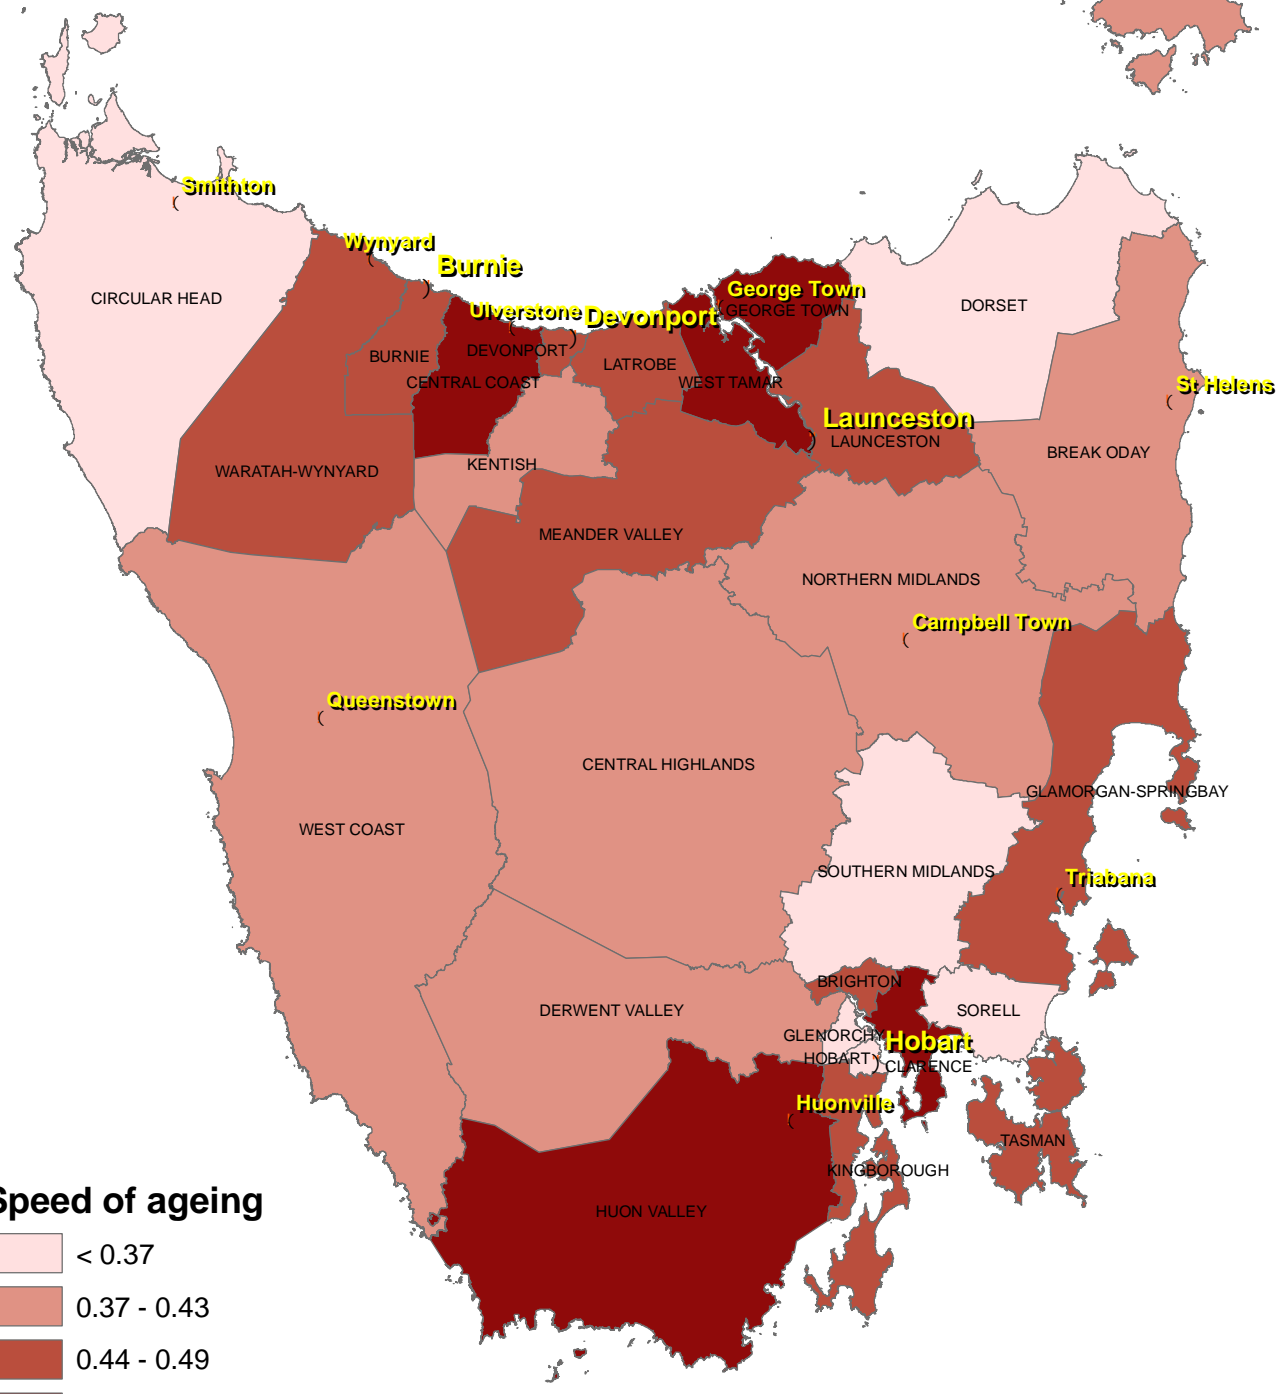 Smithton
Wynyard
Burnie
CIRCULAR HEAD
Ulverstone
Devonport
George Town
GEORGE TOWN
DORSET
BURNIE
DEVONPORT
LATROBE
CENTRAL COAST
WEST TAMAR
St Helens
Launceston
LAUNCESTON
BREAK ODAY
WARATAH-WYNYARD
KENTISH
MEANDER VALLEY
NORTHERN MIDLANDS
Campbell Town
Queenstown
CENTRAL HIGHLANDS
GLAMORGAN-SPRINGBAY
WEST COAST
SOUTHERN MIDLANDS
Triabana
BRIGHTON
DERWENT VALLEY
SORELL
GLENORCHY
Hobart
HOBART
CLARENCE
Huonville
TASMAN
KINGBOROUGH
HUON VALLEY
Speed of ageing
< 0.37
0.37 - 0.43
0.44 - 0.49